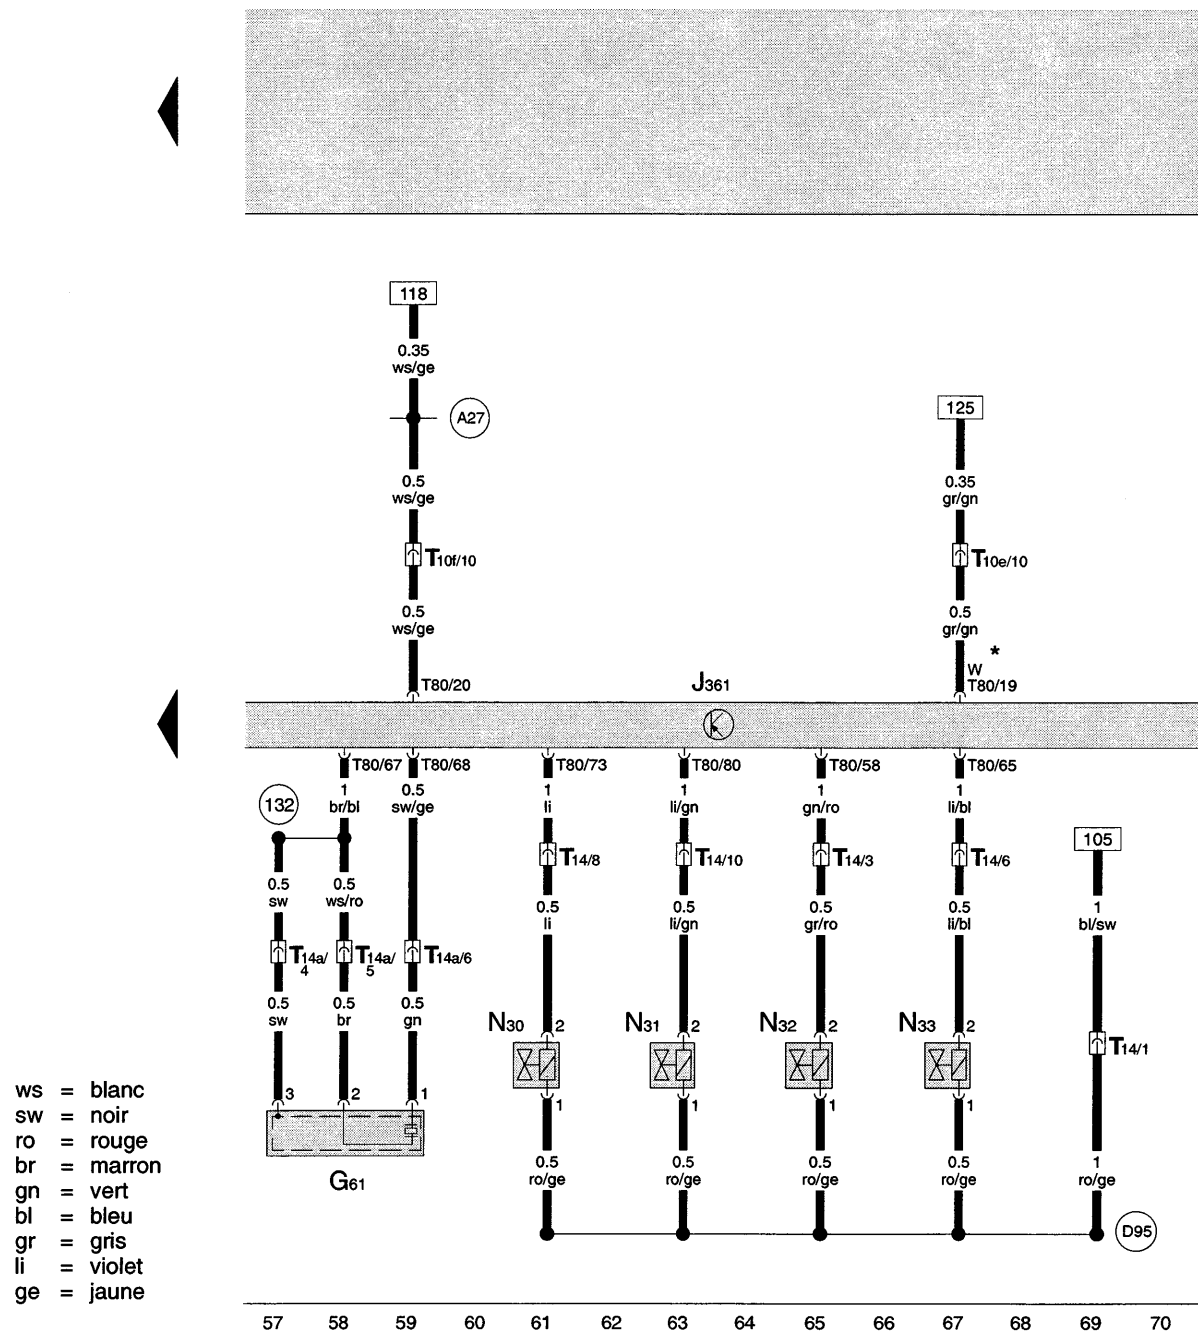 118
0.35
ws/ge
A27
125
0.5
ws/ge
0.35
gr/gn
T10f/10
T10e/10
0.5
ws/ge
0.5
gr/gn
*
W
T80/20
J361
T80/19
T80/67
T80/68
T80/73
T80/80
T80/58
T80/65
1
br/bl
0.5
sw/ge
1
li
1
li/gn
1
gn/ro
1
li/bl
132
105
T14/8
T14/10
T14/3
T14/6
0.5
sw
0.5
ws/ro
0.5
li
0.5
li/gn
0.5
gr/ro
0.5
li/bl
1
bl/sw
T14a/
4
T14a/
5
T14a/6
0.5
sw
0.5
br
0.5
gn
N30
2
N31
2
N32
2
N33
2
T14/1
3
2
1
1
1
1
1
G61
0.5
ro/ge
0.5
ro/ge
0.5
ro/ge
0.5
ro/ge
1
ro/ge
D95
ws = blanc
sw = noir
ro = rouge
br = marron
gn = vert
bl = bleu
gr = gris
li = violet
ge = jaune
57 58 59 60 61 62 63 64 65 66 67 68 69 70